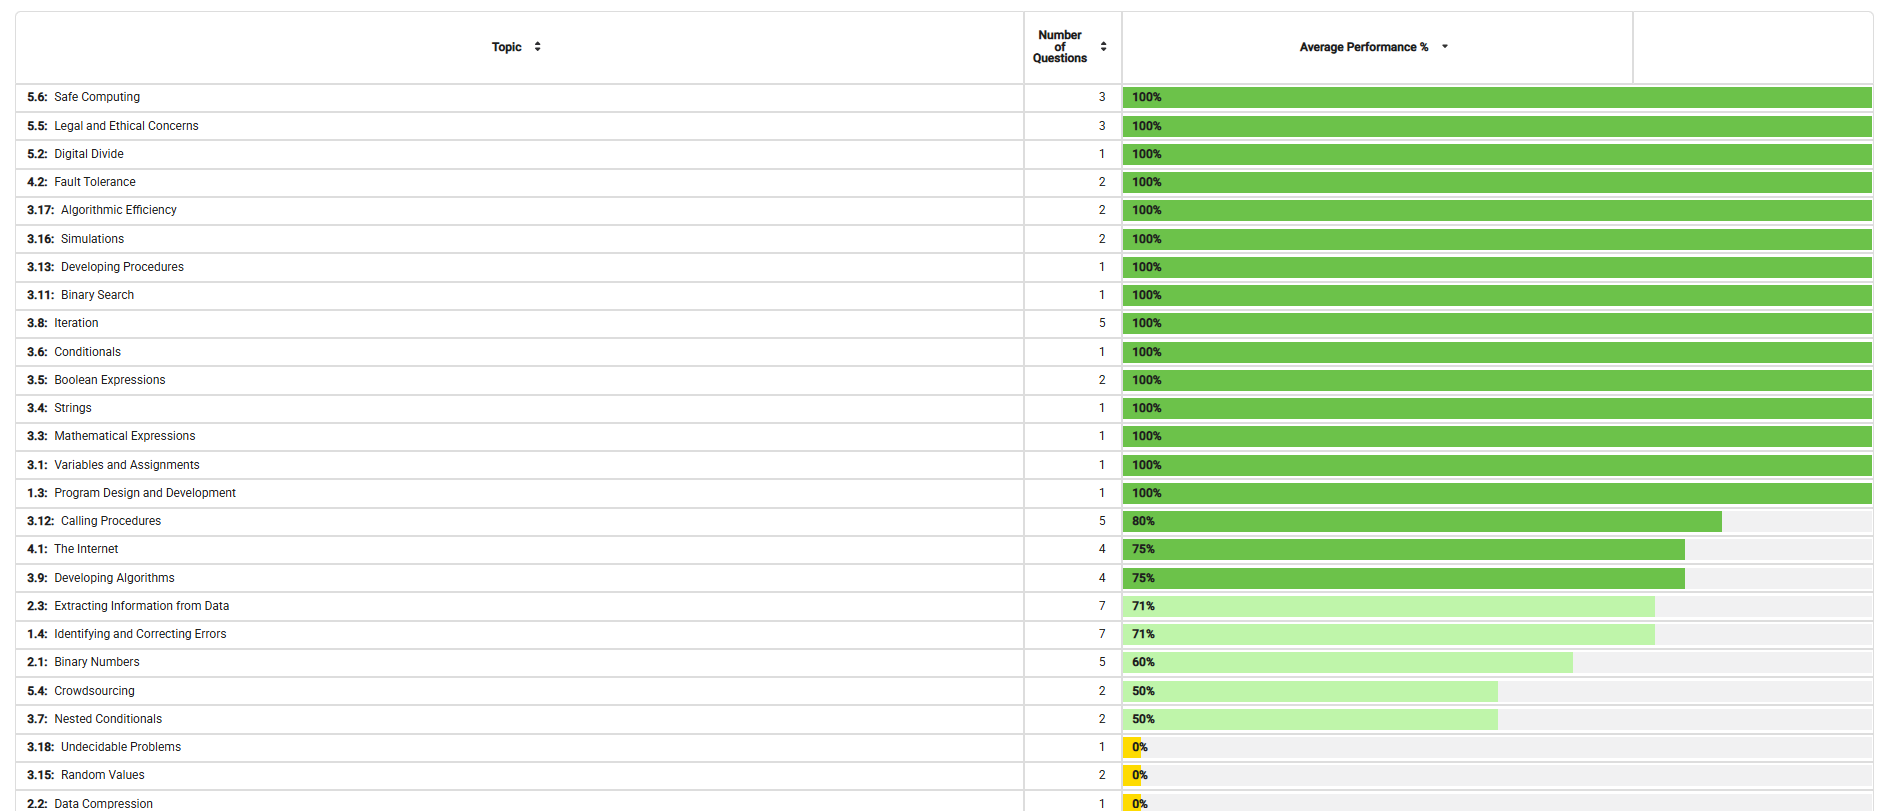 Topic
Number
of
Questions
Average Performance %
5.6: Safe Computing 3 100%
5.5: Legal and Ethical Concerns 3 100%
5.2: Digital Divide 1 100%
4.2: Fault Tolerance 2 100%
3.17: Algorithmic Efficiency 2 100%
3.16: Simulations 2 100%
3.13: Developing Procedures 1 100%
3.11: Binary Search 1 100%
3.8: Iteration 5 100%
3.6: Conditionals 1 100%
3.5: Boolean Expressions 2 100%
3.4: Strings 1 100%
3.3: Mathematical Expressions 1 100%
3.1: Variables and Assignments 1 100%
1.3: Program Design and Development 1 100%
3.12: Calling Procedures 5 80%
4.1: The Internet 4 75%
3.9: Developing Algorithms 4 75%
2.3: Extracting Information from Data 7 71%
1.4: Identifying and Correcting Errors 7 71%
2.1: Binary Numbers 5 60%
5.4: Crowdsourcing 2 50%
3.7: Nested Conditionals 2 50%
3.18: Undecidable Problems 1 0%
3.15: Random Values 2 0%
2.2: Data Compression 1 0%